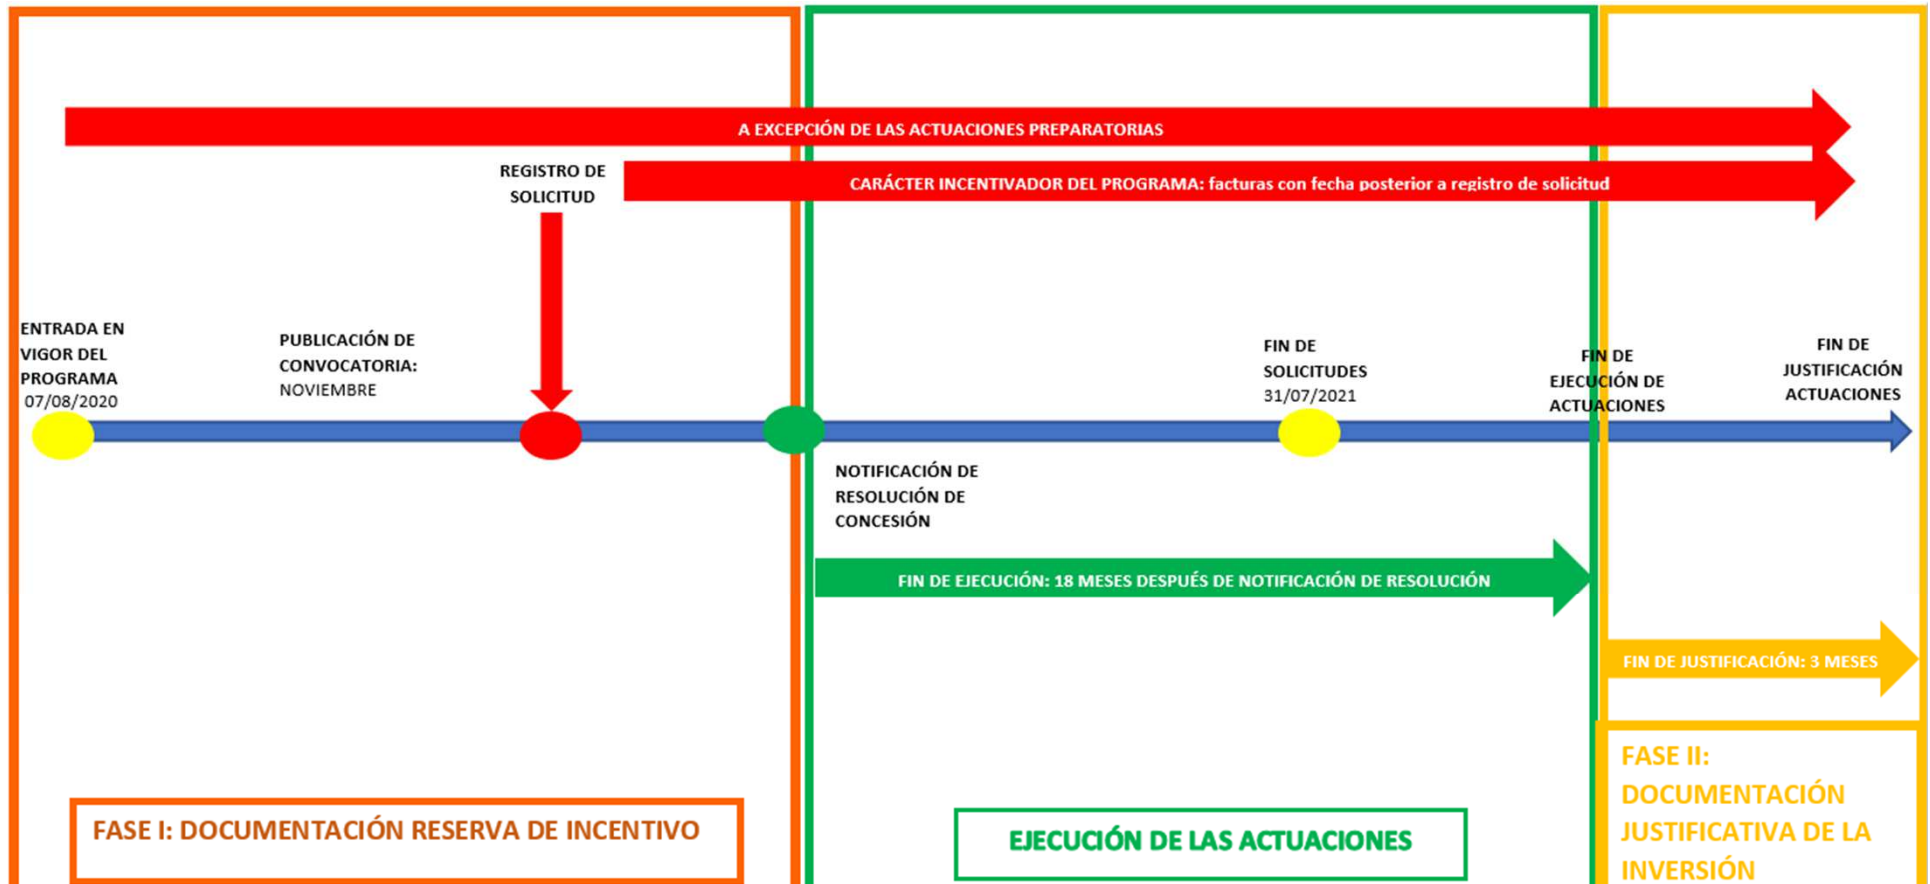 A EXCEPCIÓN DE LAS ACTUACIONES PREPARATORIAS
REGISTRO DE
SOLICITUD
CARÁCTER INCENTIVADOR DEL PROGRAMA: facturas con fecha posterior a registro de solicitud
ENTRADA EN
VIGOR DEL
PROGRAMA
07/08/2020
PUBLICACIÓN DE
CONVOCATORIA:
NOVIEMBRE
FIN DE
SOLICITUDES
31/07/2021
FIN DE
EJECUCIÓN DE
ACTUACIONES
FIN DE
JUSTIFICACIÓN
ACTUACIONES
NOTIFICACIÓN DE
RESOLUCIÓN DE
CONCESIÓN
FIN DE EJECUCIÓN: 18 MESES DESPUÉS DE NOTIFICACIÓN DE RESOLUCIÓN
FIN DE JUSTIFICACIÓN: 3 MESES
FASE I: DOCUMENTACIÓN RESERVA DE INCENTIVO
EJECUCIÓN DE LAS ACTUACIONES
FASE II:
DOCUMENTACIÓN
JUSTIFICATIVA DE LA
INVERSIÓN